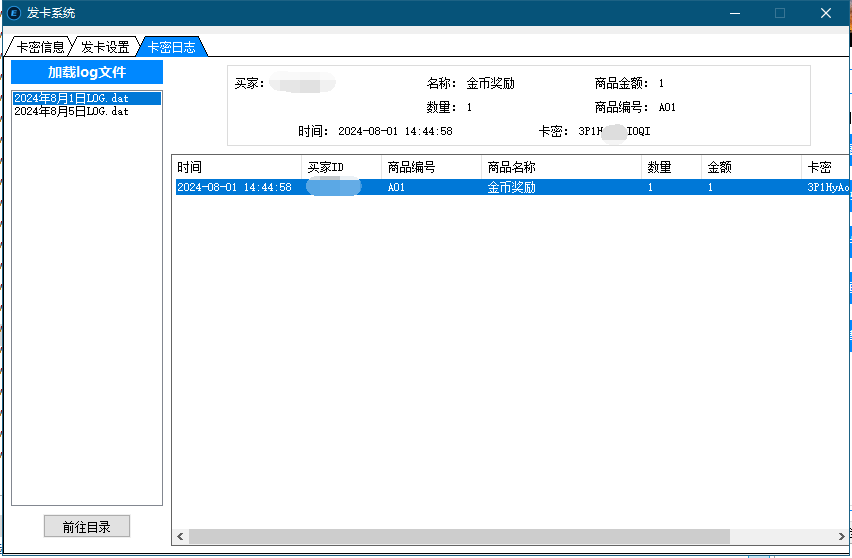 发卡系统
卡密信息 发卡设置 卡密日志
加载log文件
2024年8月1日LOG.dat
2024年8月5日LOG.dat
前往目录
买家: 名称: 金币奖励 商品金额: 1
数量: 1 商品编号: A01
时间: 2024-08-01 14:44:58 卡密: 3P1H IOQI
时间 买家ID 商品编号 商品名称 数量 金额 卡密
2024-08-01 14:44:58 A01 金币奖励 1 1 3P1HyAo